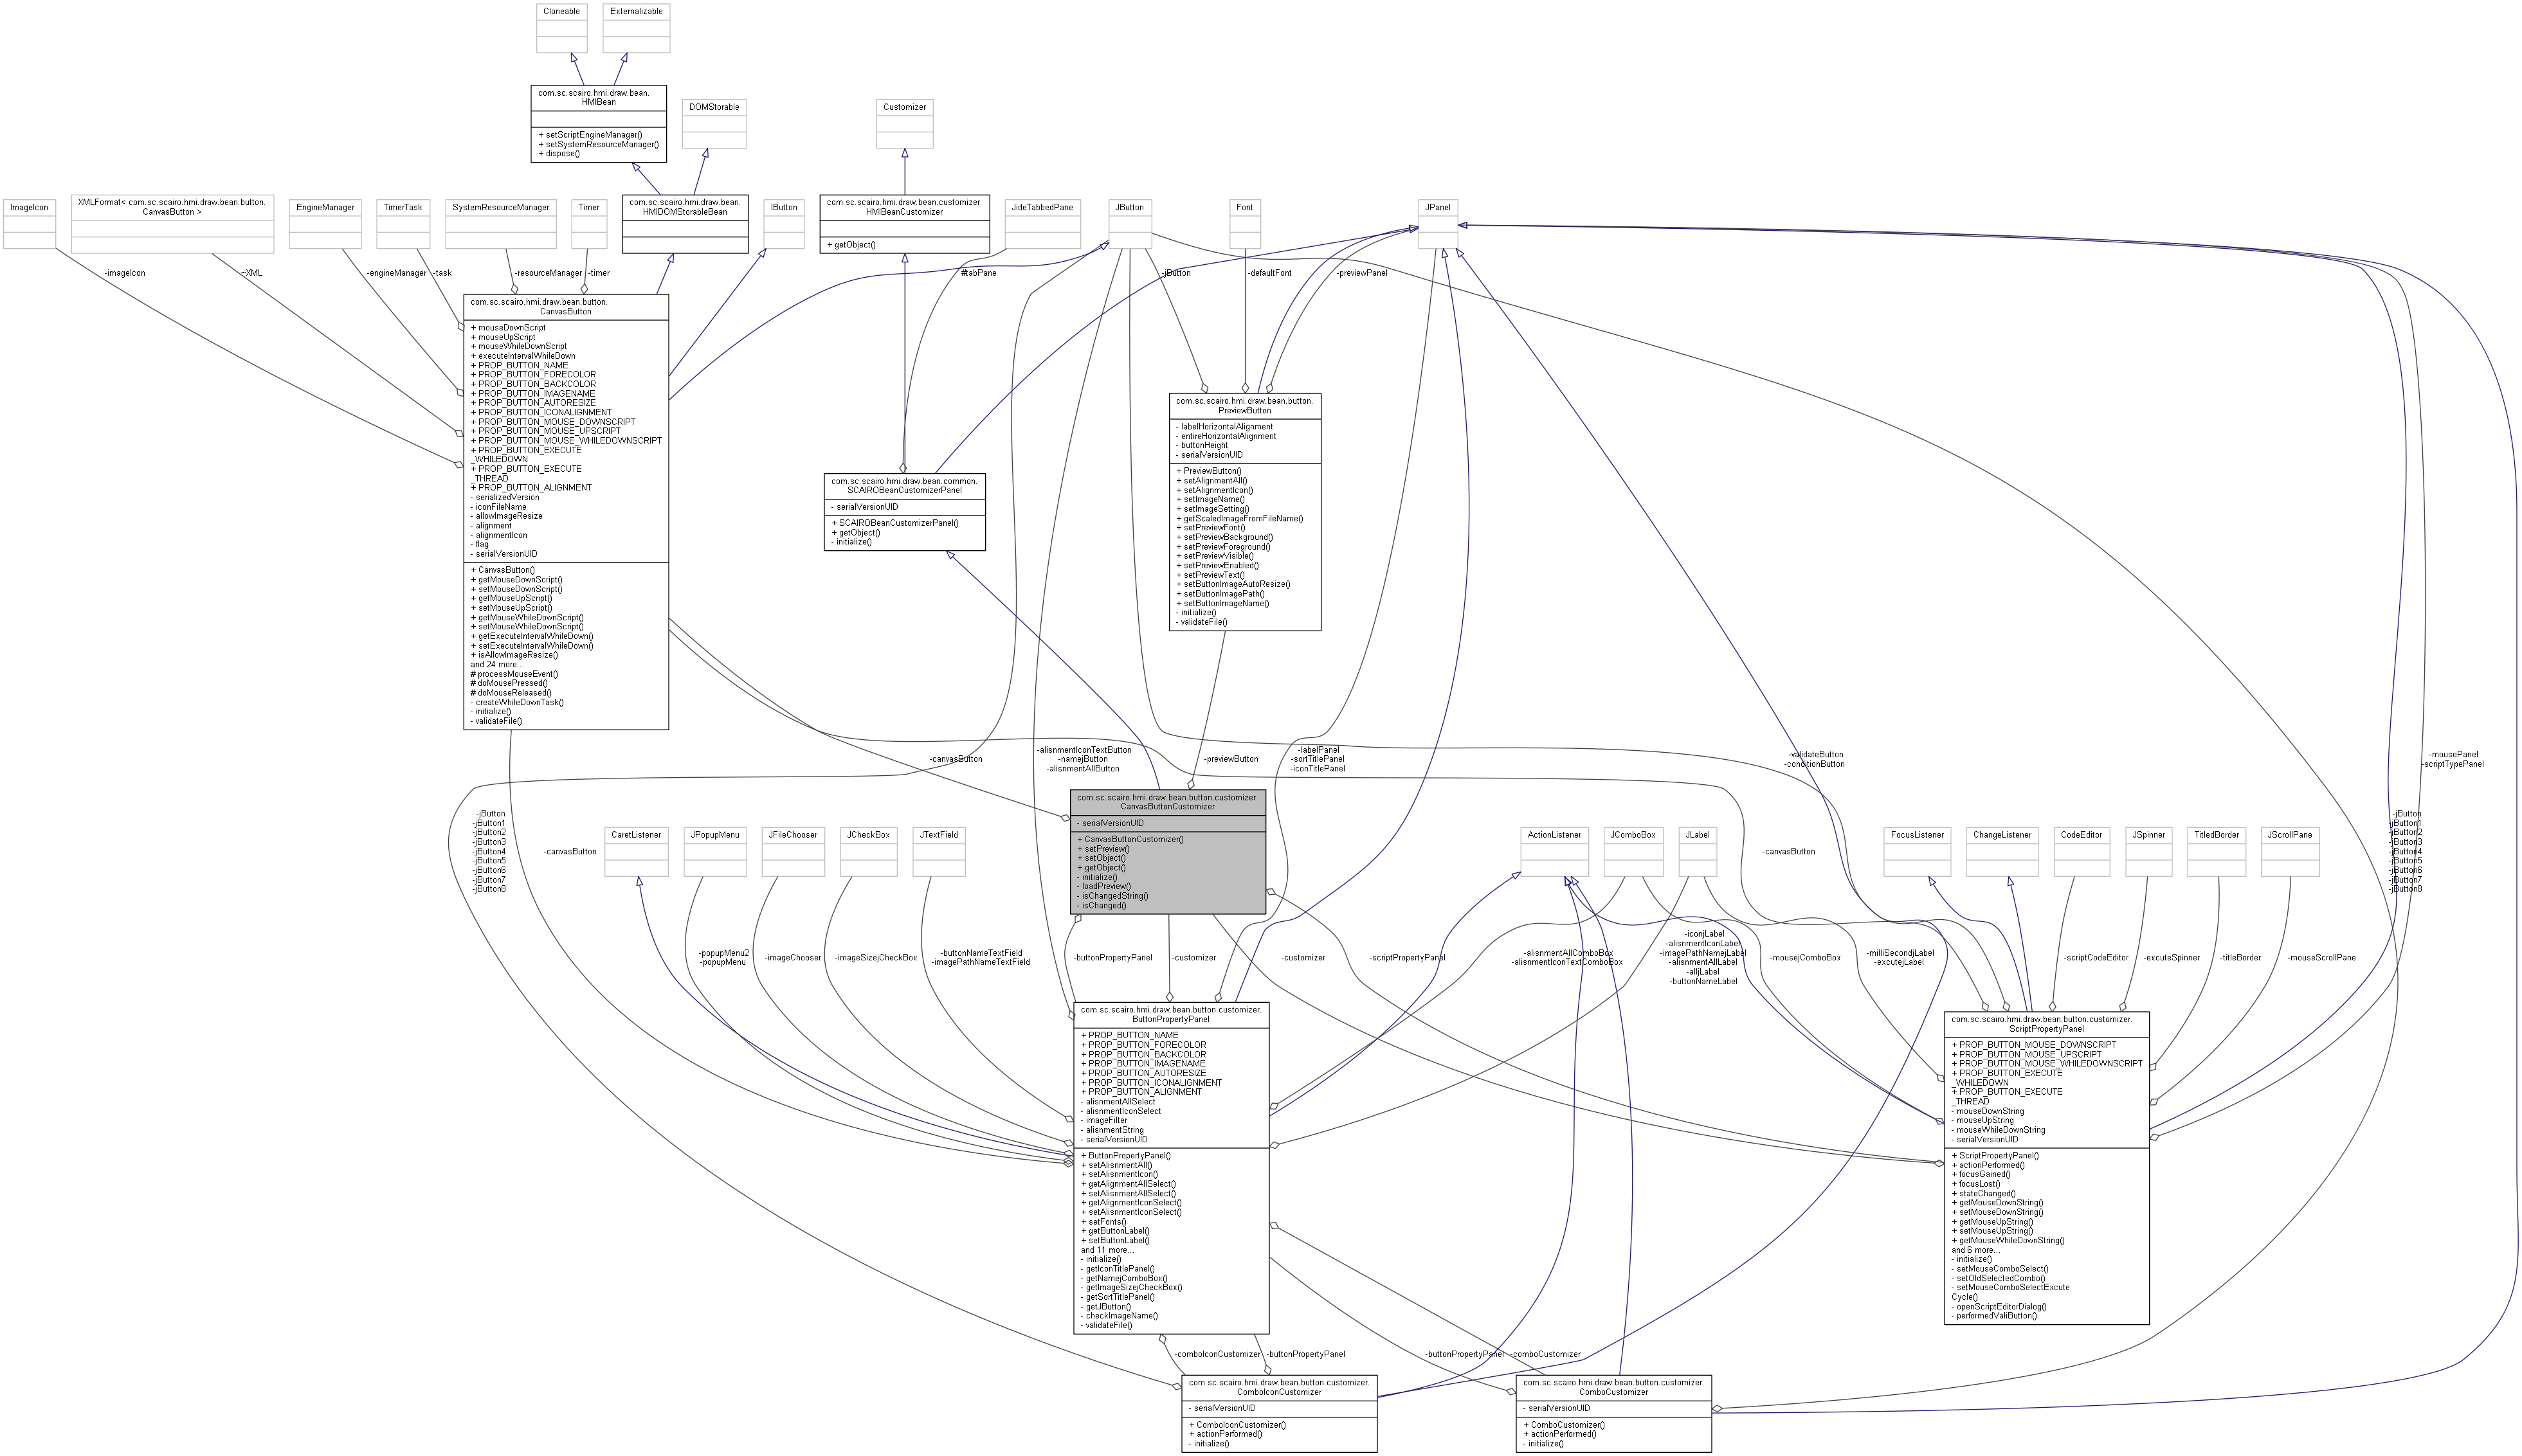 Cloneable
Externalizable
com.sc.scairo.hmi.draw.bean.
HMIBean
+ setScriptEngineManager()
+ setSystemResourceManager()
+ dispose()
DOMStorable
Customizer
ImageIcon
XMLFormat< com.sc.scairo.hmi.draw.bean.button.
CanvasButton >
EngineManager
TimerTask
SystemResourceManager
Timer
com.sc.scairo.hmi.draw.bean.
HMIDOMStorableBean
IButton
com.sc.scairo.hmi.draw.bean.customizer.
HMIBeanCustomizer
+ getObject()
JideTabbedPane
JButton
Font
JPanel
-imageIcon
~XML
-engineManager
-task
-resourceManager
-timer
#tabPane
-jButton
-defaultFont
-previewPanel
com.sc.scairo.hmi.draw.bean.button.
CanvasButton
+ mouseDownScript
+ mouseUpScript
+ mouseWhileDownScript
+ executeIntervalWhileDown
+ PROP_BUTTON_NAME
+ PROP_BUTTON_FORECOLOR
+ PROP_BUTTON_BACKCOLOR
+ PROP_BUTTON_IMAGENAME
+ PROP_BUTTON_AUTORESIZE
+ PROP_BUTTON_ICONALIGNMENT
+ PROP_BUTTON_MOUSE_DOWNSCRIPT
+ PROP_BUTTON_MOUSE_UPSCRIPT
+ PROP_BUTTON_MOUSE_WHILEDOWNSCRIPT
+ PROP_BUTTON_EXECUTE
_WHILEDOWN
+ PROP_BUTTON_EXECUTE
_THREAD
+ PROP_BUTTON_ALIGNMENT
- serializedVersion
- iconFileName
- allowImageResize
- alignment
- alignmentIcon
- flag
- serialVersionUID
+ CanvasButton()
+ getMouseDownScript()
+ setMouseDownScript()
+ getMouseUpScript()
+ setMouseUpScript()
+ getMouseWhileDownScript()
+ setMouseWhileDownScript()
+ getExecuteIntervalWhileDown()
+ setExecuteIntervalWhileDown()
+ isAllowImageResize()
and 24 more...
# processMouseEvent()
# doMousePressed()
# doMouseReleased()
- createWhileDownTask()
- initialize()
- validateFile()
com.sc.scairo.hmi.draw.bean.common.
SCAIROBeanCustomizerPanel
- serialVersionUID
+ SCAIROBeanCustomizerPanel()
+ getObject()
- initialize()
com.sc.scairo.hmi.draw.bean.button.
PreviewButton
- labelHorizontalAlignment
- entireHorizontalAlignment
- buttonHeight
- serialVersionUID
+ PreviewButton()
+ setAlignmentAll()
+ setAlignmentIcon()
+ setImageName()
+ setImageSetting()
+ getScaledImageFromFileName()
+ setPreviewFont()
+ setPreviewBackground()
+ setPreviewForeground()
+ setPreviewVisible()
+ setPreviewEnabled()
+ setPreviewText()
+ setButtonImageAutoResize()
+ setButtonImagePath()
+ setButtonImageName()
- initialize()
- validateFile()
-canvasButton
-alisnmentIconTextButton
-namejButton
-alisnmentAllButton
-previewButton
-labelPanel
-sortTitlePanel
-iconTitlePanel
-validateButton
-conditionButton
-mousePanel
-scriptTypePanel
com.sc.scairo.hmi.draw.bean.button.customizer.
CanvasButtonCustomizer
- serialVersionUID
+ CanvasButtonCustomizer()
+ setPreview()
+ setObject()
+ getObject()
- initialize()
- loadPreview()
- isChangedString()
- isChanged()
-jButton
-jButton1
-jButton2
-jButton3
-jButton4
-jButton5
-jButton6
-jButton7
-jButton8
-canvasButton
CaretListener
JPopupMenu
JFileChooser
JCheckBox
JTextField
ActionListener
JComboBox
JLabel
-canvasButton
FocusListener
ChangeListener
CodeEditor
JSpinner
TitledBorder
JScrollPane
-jButton
-jButton1
-jButton2
-jButton3
-jButton4
-jButton5
-jButton6
-jButton7
-jButton8
-popupMenu2
-popupMenu
-imageChooser
-imageSizejCheckBox
-buttonNameTextField
-imagePathNameTextField
-buttonPropertyPanel
-customizer
-customizer
-scriptPropertyPanel
-alisnmentAllComboBox
-alisnmentIconTextComboBox
-iconjLabel
-alisnmentIconLabel
-imagePathNamejLabel
-alisnmentAllLabel
-alljLabel
-buttonNameLabel
-mousejComboBox
-milliSecondjLabel
-excutejLabel
-scriptCodeEditor
-excuteSpinner
-titleBorder
-mouseScrollPane
com.sc.scairo.hmi.draw.bean.button.customizer.
ButtonPropertyPanel
+ PROP_BUTTON_NAME
+ PROP_BUTTON_FORECOLOR
+ PROP_BUTTON_BACKCOLOR
+ PROP_BUTTON_IMAGENAME
+ PROP_BUTTON_AUTORESIZE
+ PROP_BUTTON_ICONALIGNMENT
+ PROP_BUTTON_ALIGNMENT
- alisnmentAllSelect
- alisnmentIconSelect
- imageFilter
- alisnmentString
- serialVersionUID
+ ButtonPropertyPanel()
+ setAlisnmentAll()
+ setAlisnmentIcon()
+ getAlignmentAllSelect()
+ setAlisnmentAllSelect()
+ getAlignmentIconSelect()
+ setAlisnmentIconSelect()
+ setFonts()
+ getButtonLabel()
+ setButtonLabel()
and 11 more...
- initialize()
- getIconTitlePanel()
- getNamejComboBox()
- getImageSizejCheckBox()
- getSortTitlePanel()
- getJButton()
- checkImageName()
- validateFile()
com.sc.scairo.hmi.draw.bean.button.customizer.
ScriptPropertyPanel
+ PROP_BUTTON_MOUSE_DOWNSCRIPT
+ PROP_BUTTON_MOUSE_UPSCRIPT
+ PROP_BUTTON_MOUSE_WHILEDOWNSCRIPT
+ PROP_BUTTON_EXECUTE
_WHILEDOWN
+ PROP_BUTTON_EXECUTE
_THREAD
- mouseDownString
- mouseUpString
- mouseWhileDownString
- serialVersionUID
+ ScriptPropertyPanel()
+ actionPerformed()
+ focusGained()
+ focusLost()
+ stateChanged()
+ getMouseDownString()
+ setMouseDownString()
+ getMouseUpString()
+ setMouseUpString()
+ getMouseWhileDownString()
and 6 more...
- initialize()
- setMouseComboSelect()
- setOldSelectedCombo()
- setMouseComboSelectExcute
Cycle()
- openScriptEditorDialog()
- performedValiButton()
-comboIconCustomizer
-buttonPropertyPanel
-buttonPropertyPanel
-comboCustomizer
com.sc.scairo.hmi.draw.bean.button.customizer.
ComboIconCustomizer
- serialVersionUID
+ ComboIconCustomizer()
+ actionPerformed()
- initialize()
com.sc.scairo.hmi.draw.bean.button.customizer.
ComboCustomizer
- serialVersionUID
+ ComboCustomizer()
+ actionPerformed()
- initialize()